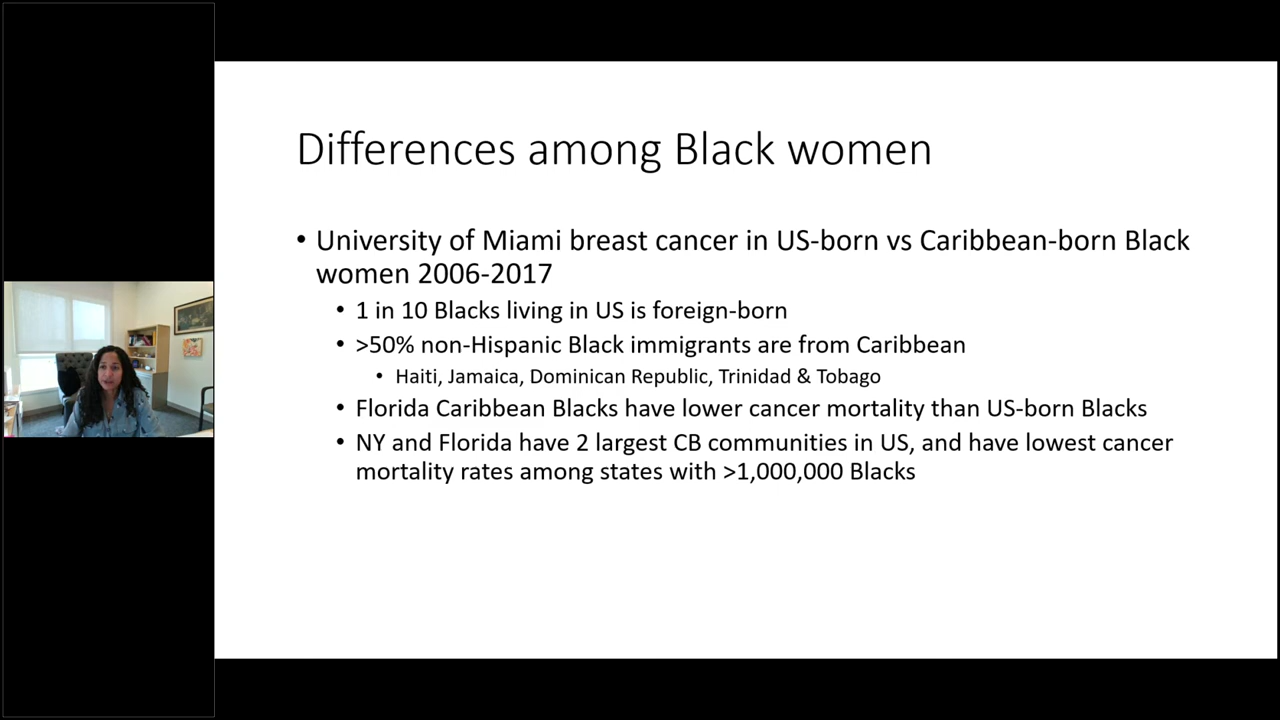 Differences among Black women
• University of Miami breast cancer in US-born vs Caribbean-born Black
women 2006-2017
• 1 in 10 Blacks living in US is foreign-born
• >50% non-Hispanic Black immigrants are from Caribbean
• Haiti, Jamaica, Dominican Republic, Trinidad & Tobago
• Florida Caribbean Blacks have lower cancer mortality than US-born Blacks
• NY and Florida have 2 largest CB communities in US, and have lowest cancer
mortality rates among states with >1,000,000 Blacks